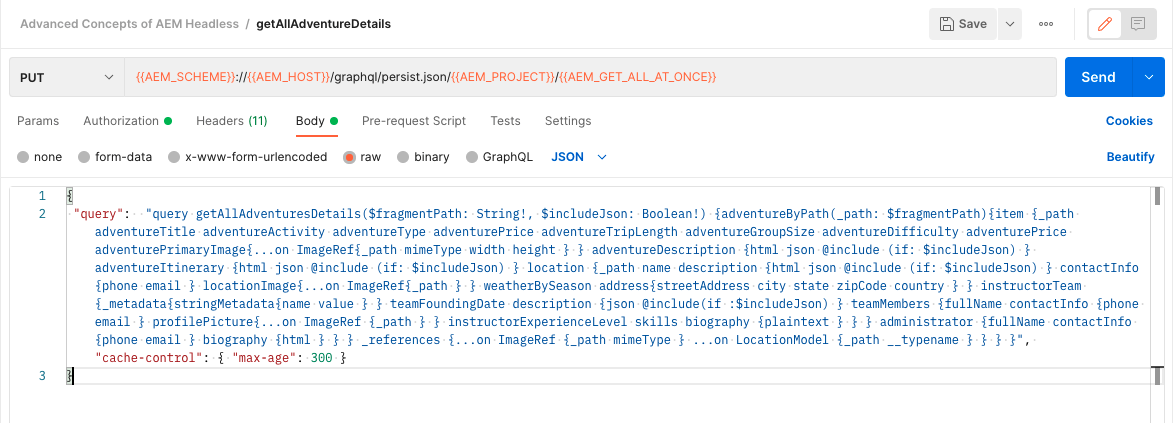 Advanced Concepts of AEM Headless / getAllAdventureDetails
Save
PUT
{{AEM_SCHEME}}://{{AEM_HOST}}/graphql/persist.json/{{AEM_PROJECT}}/{{AEM_GET_ALL_AT_ONCE}}
Send
Params Authorization Headers (11) Body Pre-request Script Tests Settings Cookies
none form-data x-www-form-urlencoded raw binary GraphQL JSON Beautify
1 {
2 "query": "query getAllAdventuresDetails($fragmentPath: String!, $includeJson: Boolean!) {adventureByPath(_path: $fragmentPath){item {_path
adventureTitle adventureActivity adventureType adventurePrice adventureTripLength adventureGroupSize adventureDifficulty adventurePrice
adventurePrimaryImage{...on ImageRef{_path mimeType width height } } adventureDescription {html json @include (if: $includeJson) }
adventureItinerary {html json @include (if: $includeJson) } location {_path name description {html json @include (if: $includeJson) } contactInfo
{phone email } locationImage{...on ImageRef{_path } } weatherBySeason address{streetAddress city state zipCode country } } instructorTeam
{_metadata{stringMetadata{name value } } teamFoundingDate description {json @include(if :$includeJson) } teamMembers {fullName contactInfo {phone
email } profilePicture{...on ImageRef {_path } } instructorExperienceLevel skills biography {plaintext } } } administrator {fullName contactInfo
{phone email } biography {html } } } _references {...on ImageRef {_path mimeType } ...on LocationModel {_path __typename } } } }",
"cache-control": { "max-age": 300 }
3 }